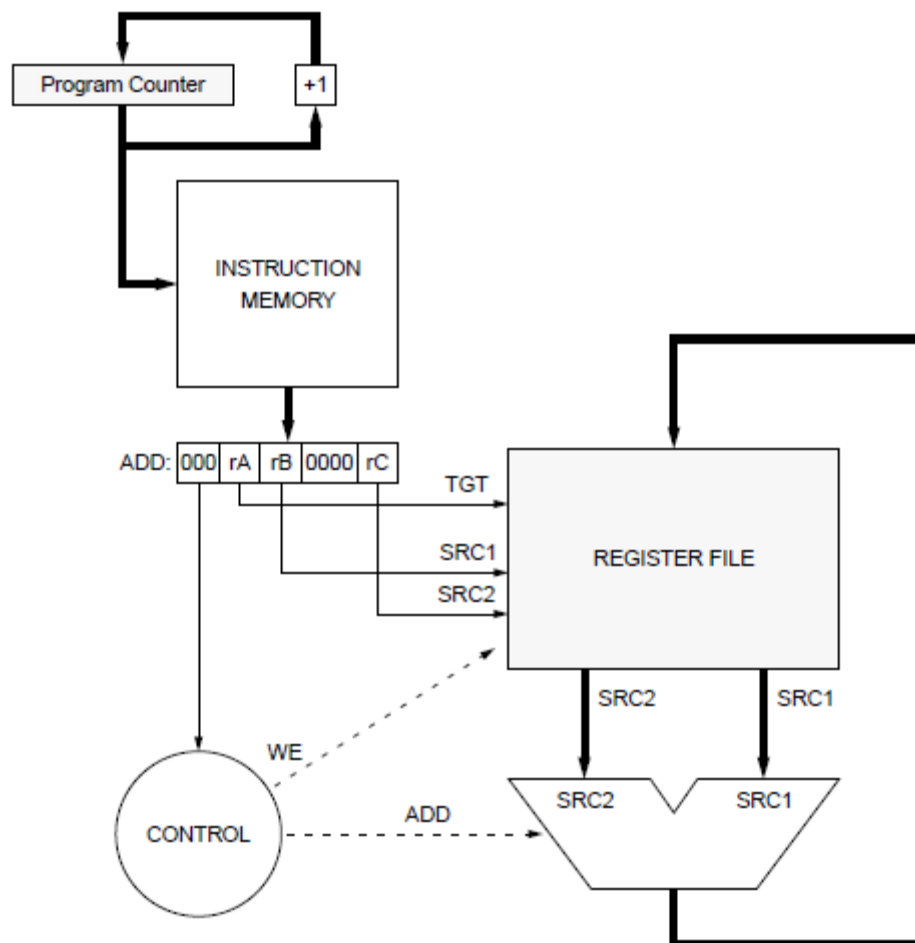 Program Counter
+1
INSTRUCTION
MEMORY
ADD: 000 rA rB 0000 rC
TGT
SRC1
SRC2
REGISTER FILE
SRC2 SRC1
WE
SRC2 SRC1
ADD
CONTROL